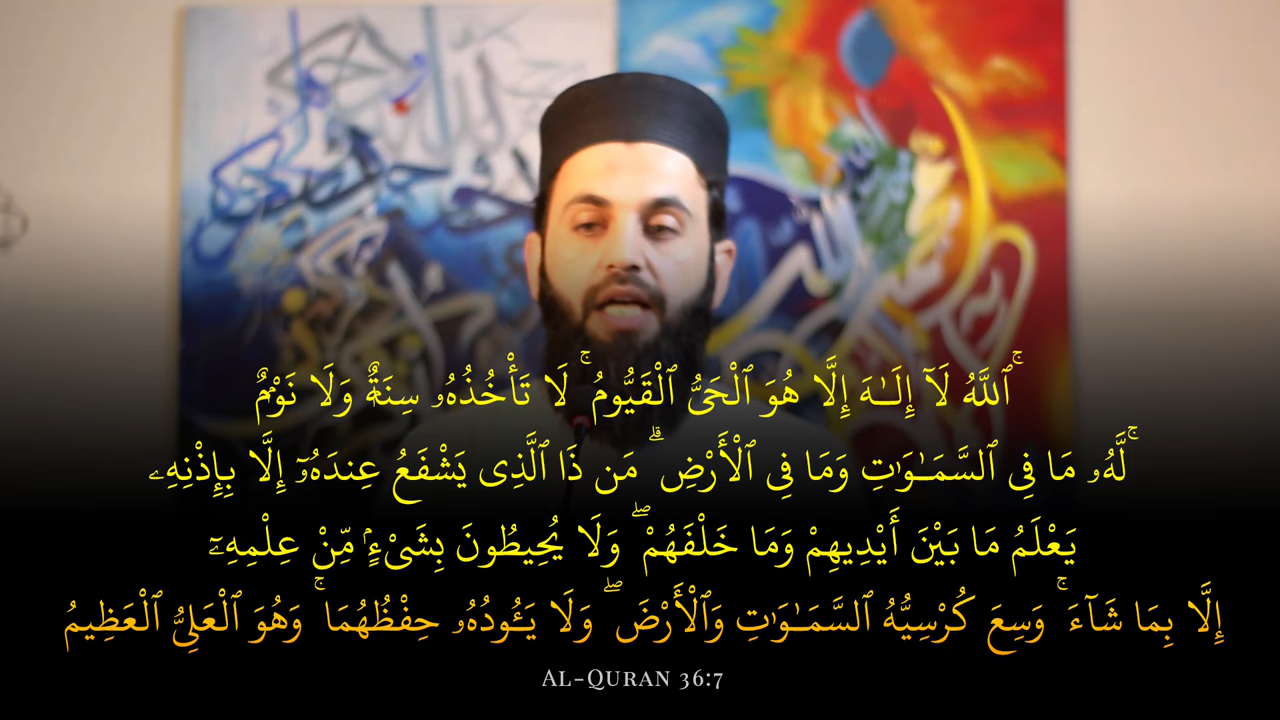 ٱللَّهُ لَآ إِلَـٰهَ إِلَّا هُوَ ٱلْحَىُّ ٱلْقَيُّومُ ۚ لَا تَأْخُذُهُۥ سِنَةٌۭ وَلَا نَوْمٌۭ ۚ
لَّهُۥ مَا فِى ٱلسَّمَـٰوَٰتِ وَمَا فِى ٱلْأَرْضِ ۗ مَن ذَا ٱلَّذِى يَشْفَعُ عِندَهُۥٓ إِلَّا بِإِذْنِهِۦ ۚ
يَعْلَمُ مَا بَيْنَ أَيْدِيهِمْ وَمَا خَلْفَهُمْ ۖ وَلَا يُحِيطُونَ بِشَىْءٍۢ مِّنْ عِلْمِهِۦٓ
إِلَّا بِمَا شَآءَ ۚ وَسِعَ كُرْسِيُّهُ ٱلسَّمَـٰوَٰتِ وَٱلْأَرْضَ ۖ وَلَا يَـُٔودُهُۥ حِفْظُهُمَا ۚ وَهُوَ ٱلْعَلِىُّ ٱلْعَظِيمُ
AL-QURAN 36:7